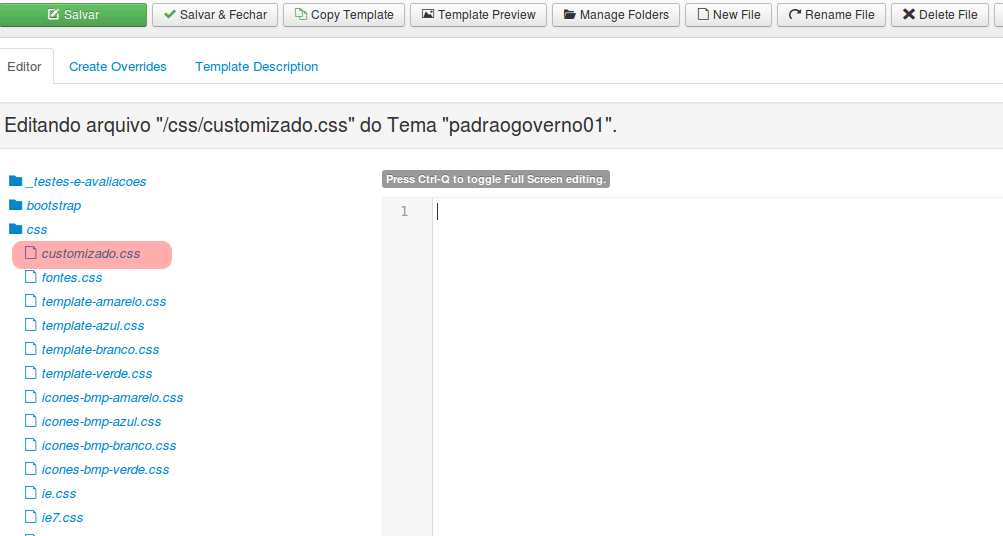 Salvar Salvar & Fechar Copy Template Template Preview Manage Folders New File Rename File Delete File
Editor Create Overrides Template Description
Editando arquivo "/css/customizado.css" do Tema "padraogoverno01".
_testes-e-avaliacoes
bootstrap
css
customizado.css
fontes.css
template-amarelo.css
template-azul.css
template-branco.css
template-verde.css
icones-bmp-amarelo.css
icones-bmp-azul.css
icones-bmp-branco.css
icones-bmp-verde.css
ie.css
ie7.css
Press Ctrl-Q to toggle Full Screen editing.
1